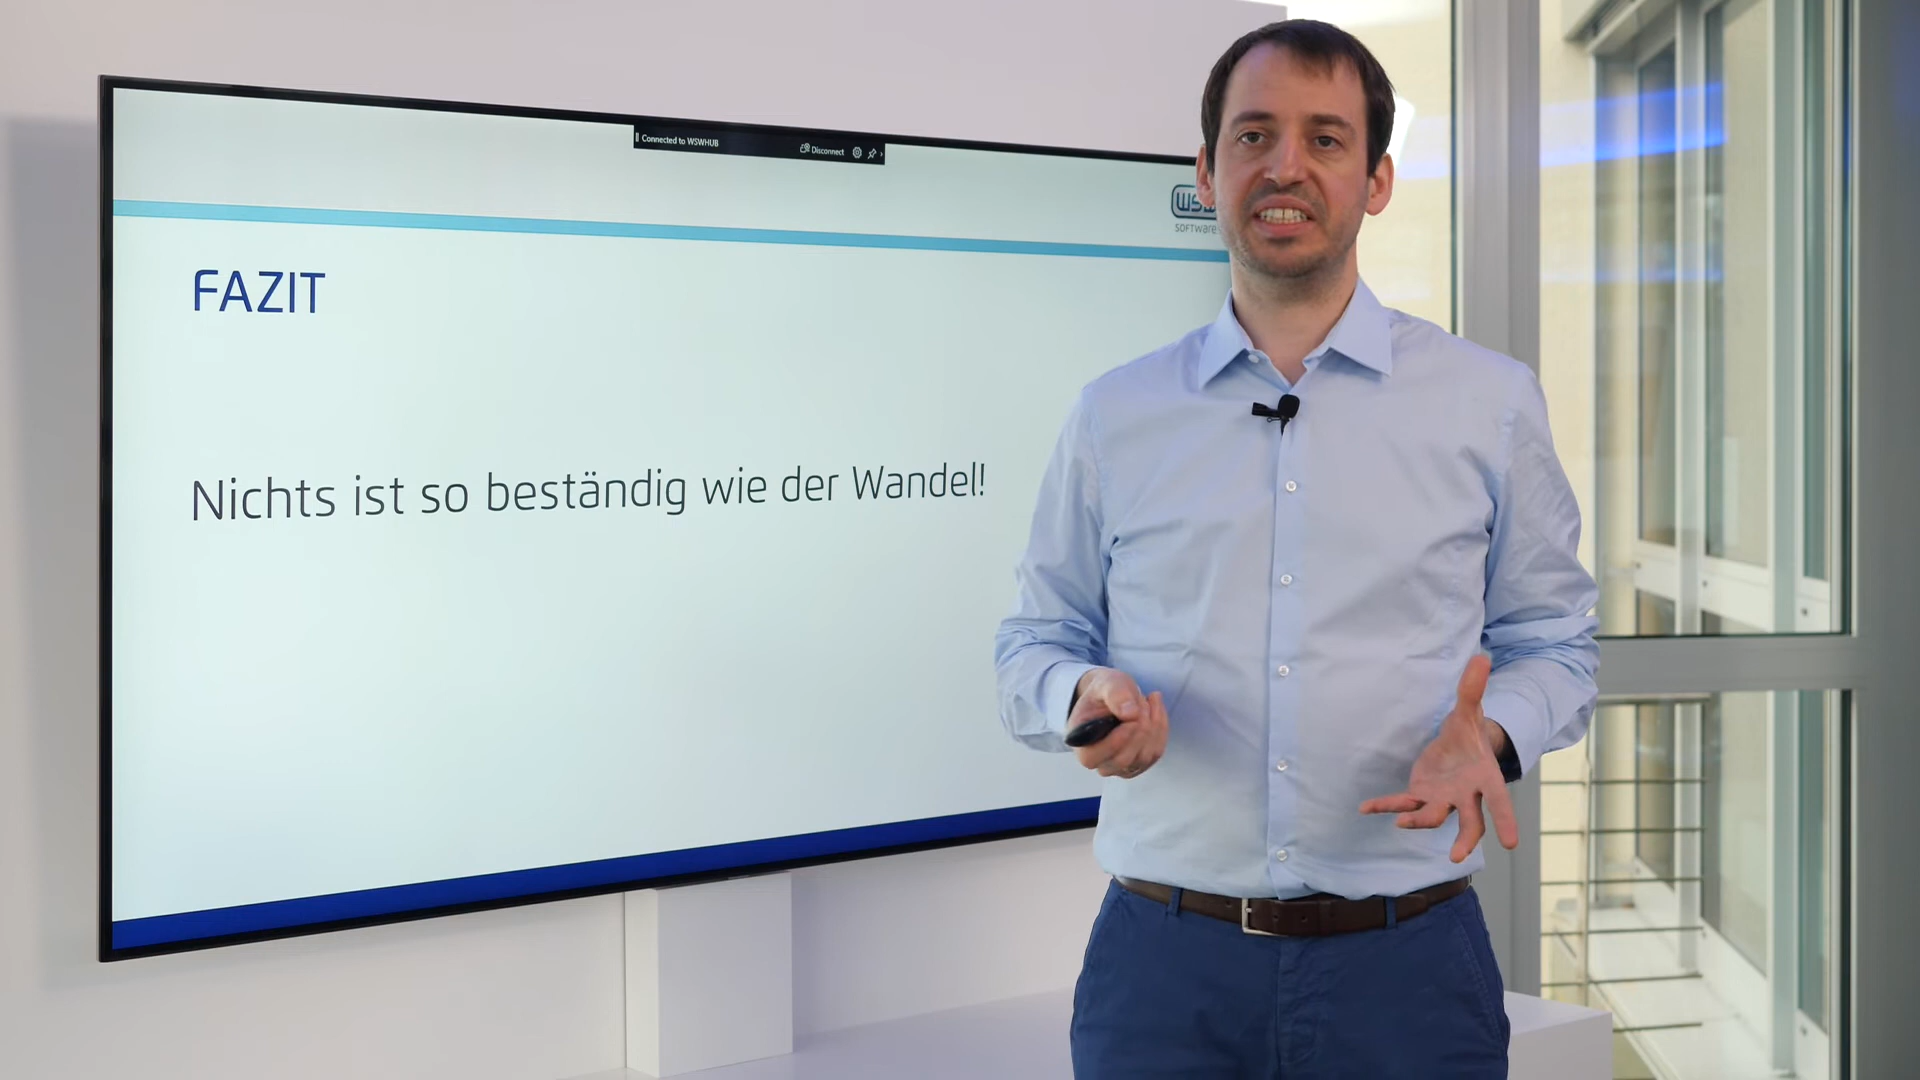 Connected to WSWHUB
Disconnect
software
FAZIT
Nichts ist so beständig wie der Wandel!